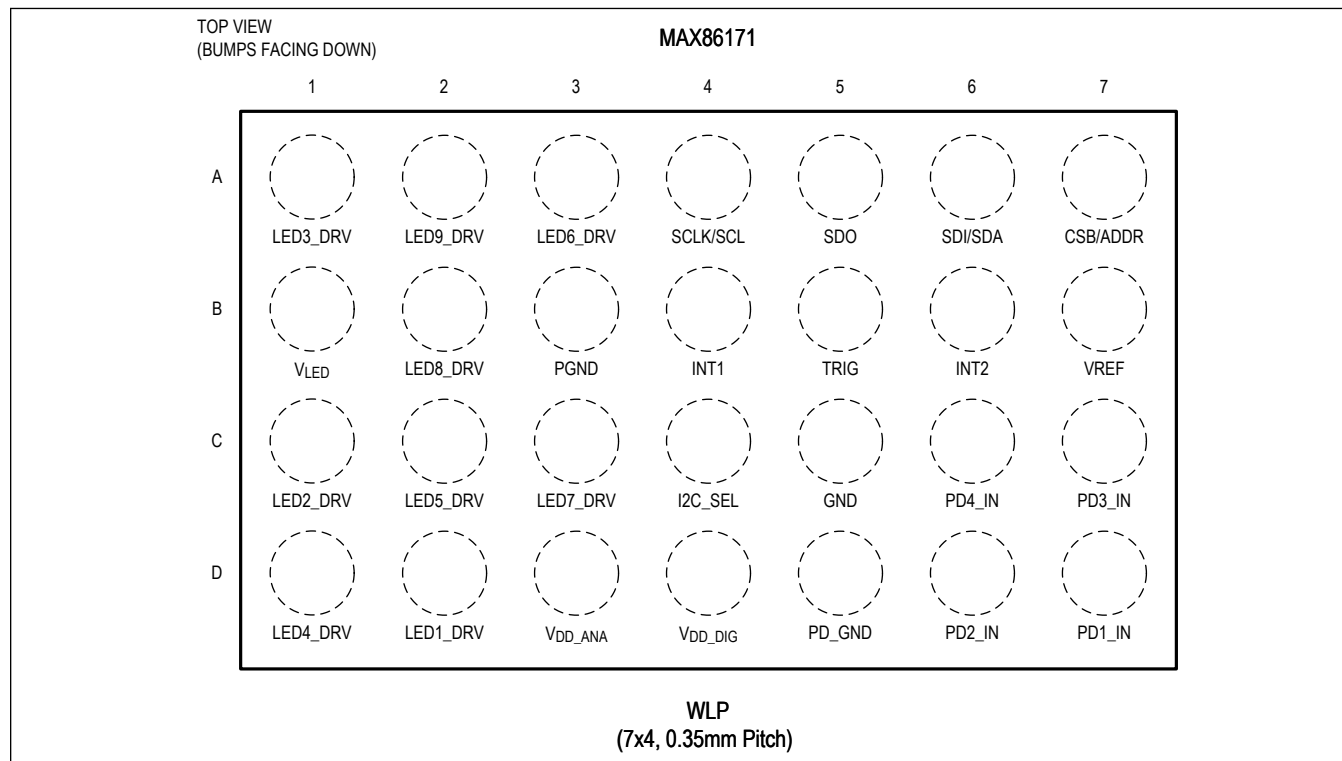 TOP VIEW
(BUMPS FACING DOWN)
MAX86171
1 2 3 4 5 6 7
A
LED3_DRV LED9_DRV LED6_DRV SCLK/SCL SDO SDI/SDA CSB/ADDR
B
VLED LED8_DRV PGND INT1 TRIG INT2 VREF
C
LED2_DRV LED5_DRV LED7_DRV I2C_SEL GND PD4_IN PD3_IN
D
LED4_DRV LED1_DRV VDD_ANA VDD_DIG PD_GND PD2_IN PD1_IN
WLP
(7x4, 0.35mm Pitch)